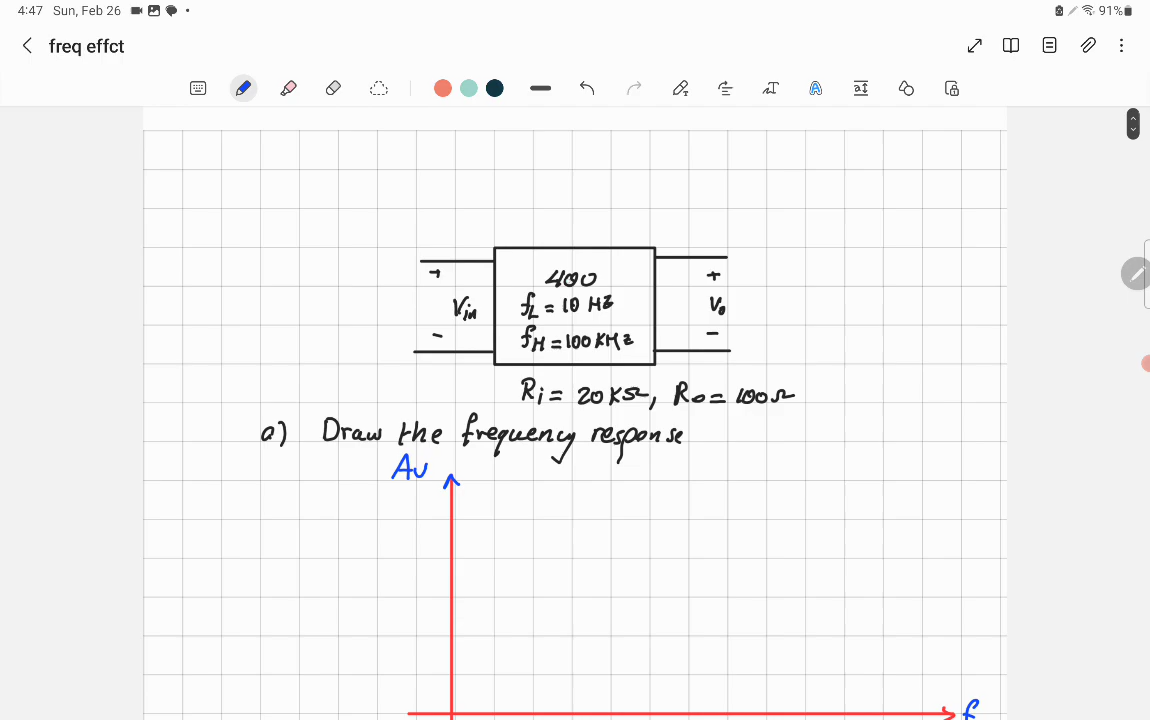 4:47 Sun, Feb 26 91%
freq effct
400
+ fL = 10 Hz +
Vin Vo
- fH = 100 KHz -
Ri = 20 KΩ, Ro = 100 Ω
a) Draw the frequency response
Av
f